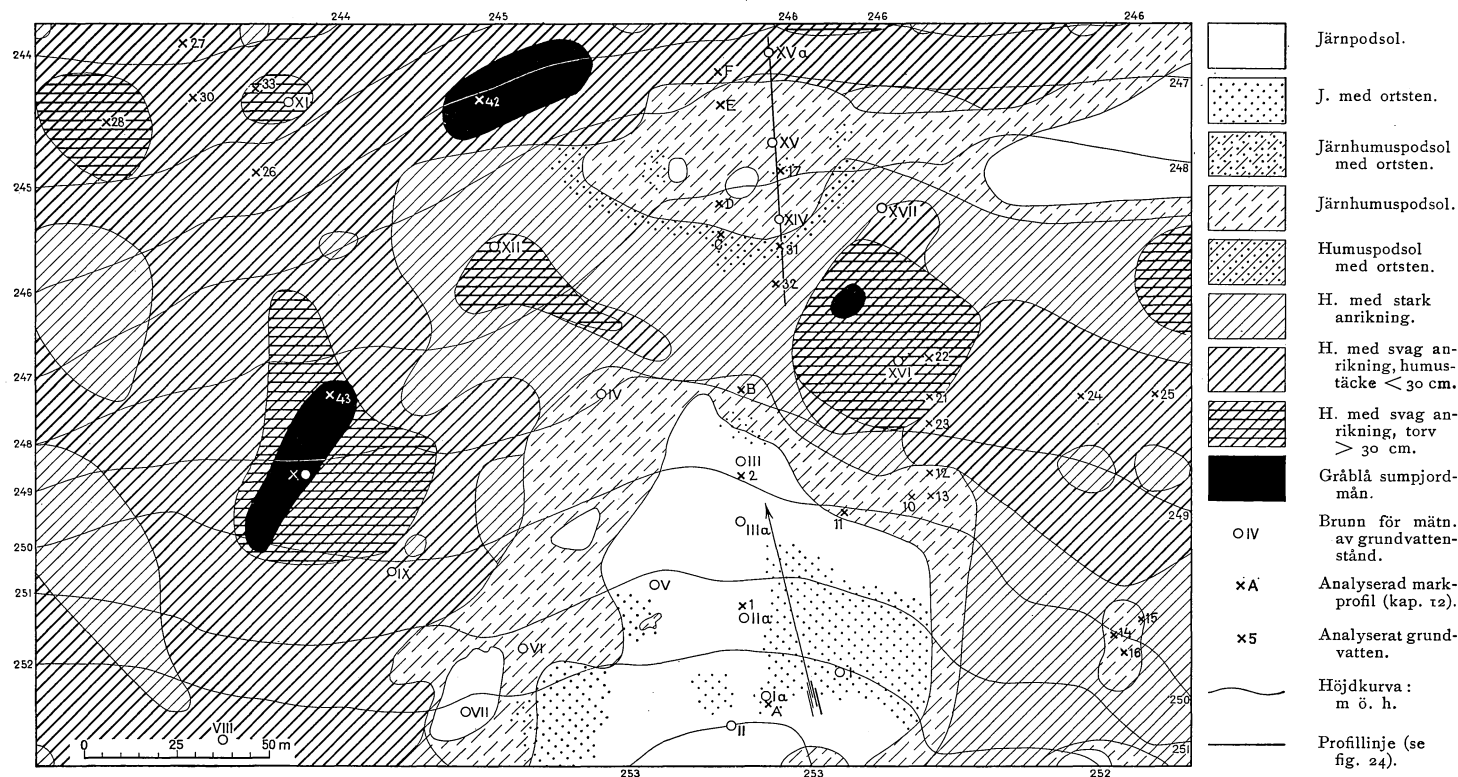 244 245 246 246 246
244
245
246
247
248
249
250
251
252
247
248
249
250
251
253 253 252
×27
×33
○XI
×30
×28
×26
×42
○XVa
×F
×E
○XV
×17
×D
○XIV
×C
×31
×32
○XVII
○XII
XVI
×22
×21
×23
×24
×25
×43
X
○IV
×B
○III
×2
○IIIa
×12
×13
×10
×11
○IX
○V
×1
○IIa
×15
×14
×16
○VI
○I
○Ia
×A
○VII
○II
VIII
0 25 50 m
Järnpodsol.
J. med ortsten.
Järnhumuspodsol
med ortsten.
Järnhumuspodsol.
Humuspodsol
med ortsten.
H. med stark
anrikning.
H. med svag an-
rikning, humus-
täcke < 30 cm.
H. med svag an-
rikning, torv
> 30 cm.
Gråblå sumpjord-
mån.
○IV Brunn för mätn.
av grundvatten-
stånd.
×A Analyserad mark-
profil (kap. 12).
×5 Analyserat grund-
vatten.
Höjdkurva:
m ö. h.
Profillinje (se
fig. 24).